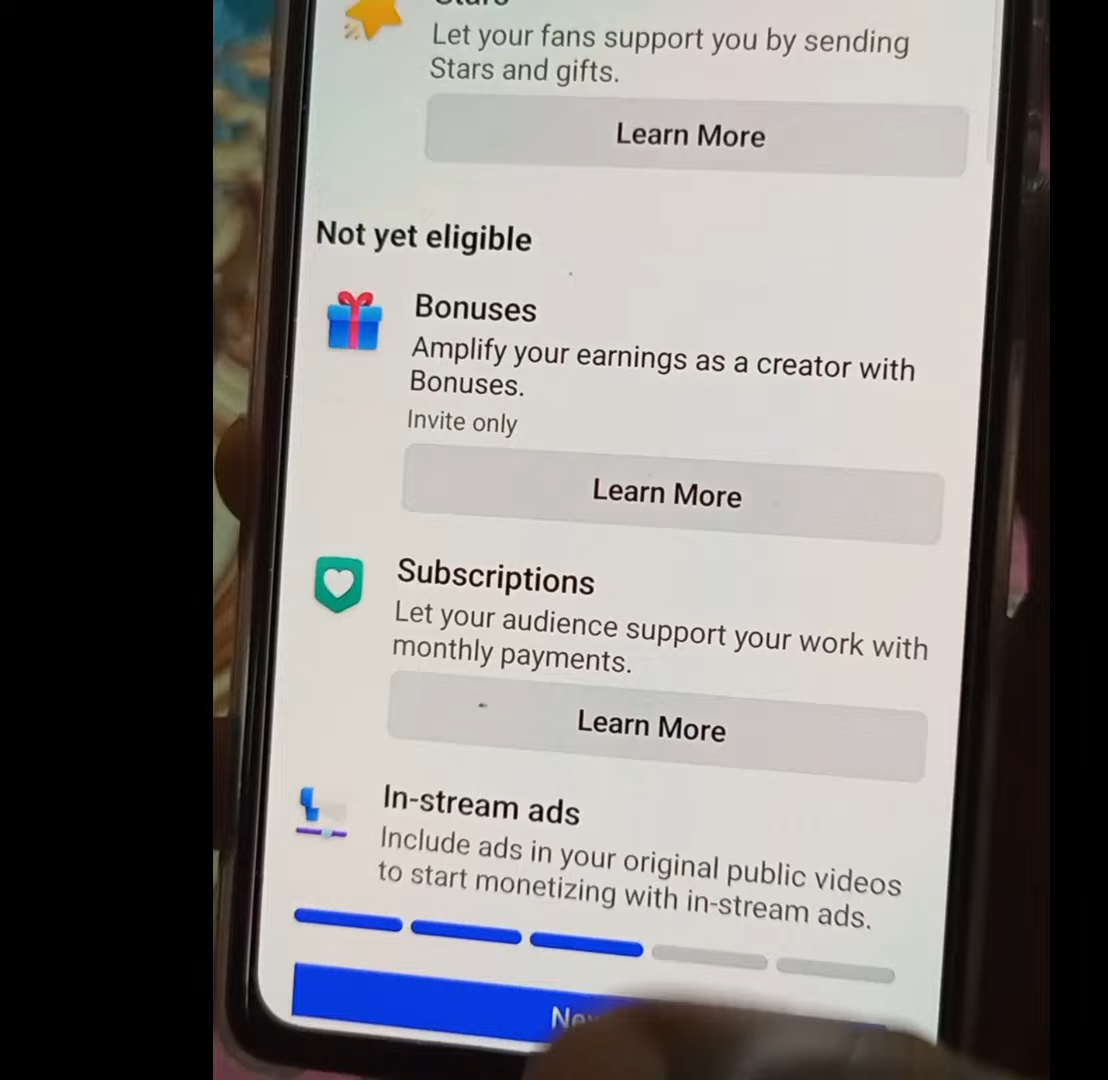 Let your fans support you by sending
Stars and gifts.
Learn More
Not yet eligible
Bonuses
Amplify your earnings as a creator with
Bonuses.
Invite only
Learn More
Subscriptions
Let your audience support your work with
monthly payments.
Learn More
In-stream ads
Include ads in your original public videos
to start monetizing with in-stream ads.